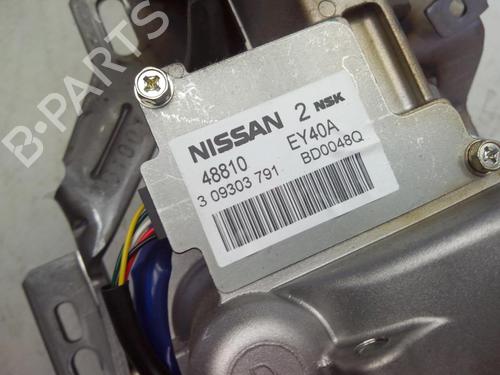 B-PARTS
NISSAN 2 NSK
48810 EY40A
3 09303 791 BD0048Q